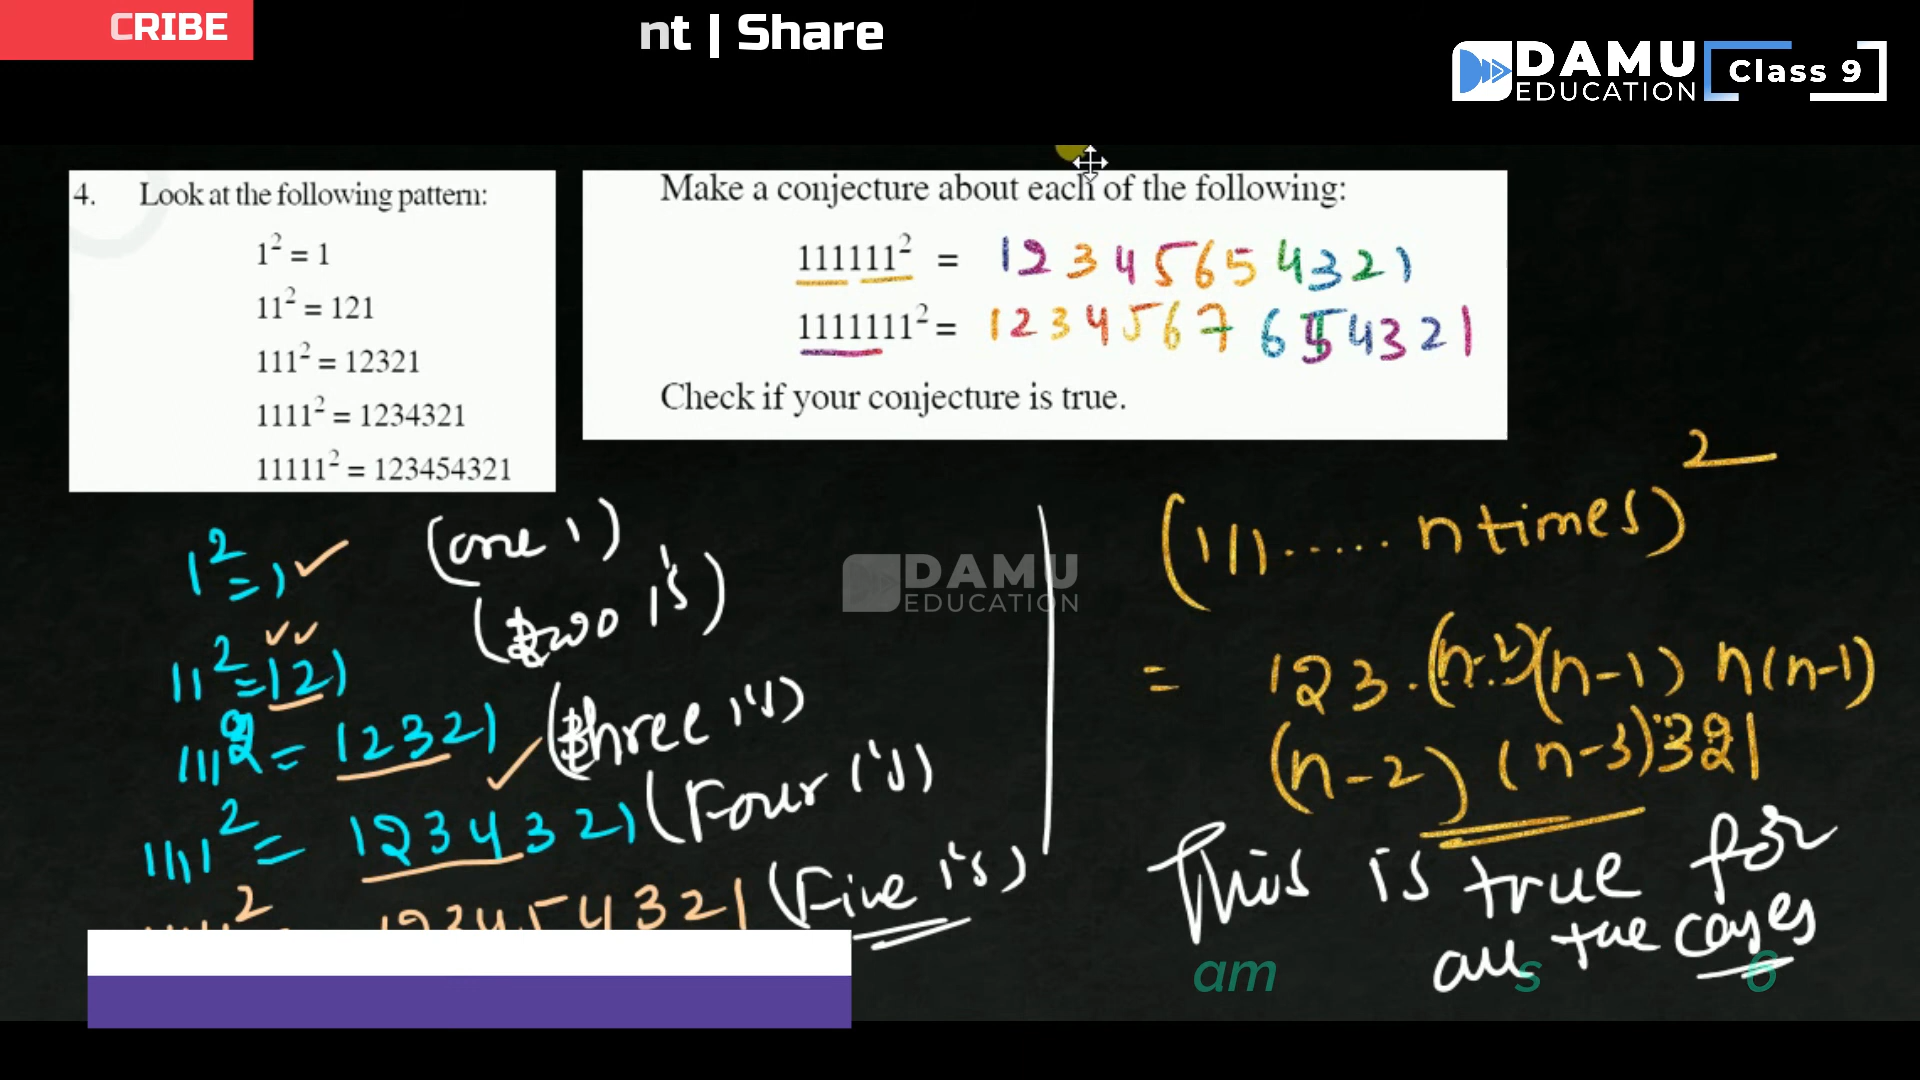 CRIBE
nt | Share
DAMU
EDUCATION
Class 9
4. Look at the following pattern:
1² = 1
11² = 121
111² = 12321
1111² = 1234321
11111² = 123454321
Make a conjecture about each of the following:
111111² = 12345654321
1111111² = 1234567654321
Check if your conjecture is true.
1² = 1 (one 1)
11² = 121 (two 1's)
111² = 12321 (three 1's)
1111² = 1234321 (Four 1's)
123454321 (Five 1's)
DAMU
EDUCATION
(111..... n times)²
= 123.(n-2)(n-1) n(n-1)
(n-2) (n-3)321
This is true for
all the cases
am s 6